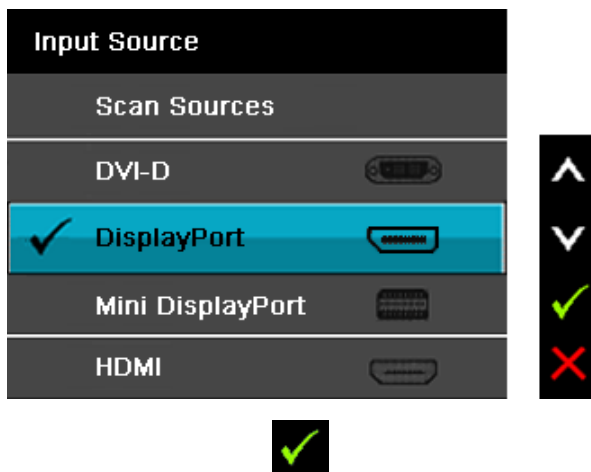 Input Source
Scan Sources
DVI-D
DisplayPort
Mini DisplayPort
HDMI